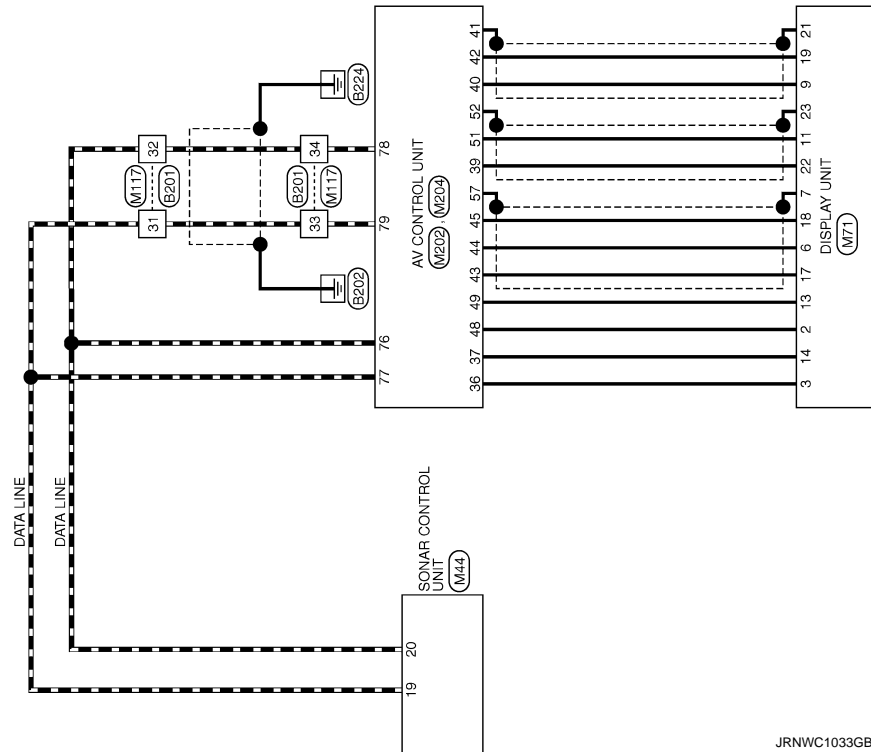 DATA LINE
DATA LINE
M117
B201
31
32
B224
B202
B201
M117
33
34
78
79
76
77
AV CONTROL UNIT
M202 , M204
41
42
40
52
51
39
57
45
44
43
49
48
37
36
21
19
9
23
11
22
7
18
6
17
13
2
14
3
DISPLAY UNIT
M71
SONAR CONTROL
UNIT
M44
20
19
JRNWC1033GB